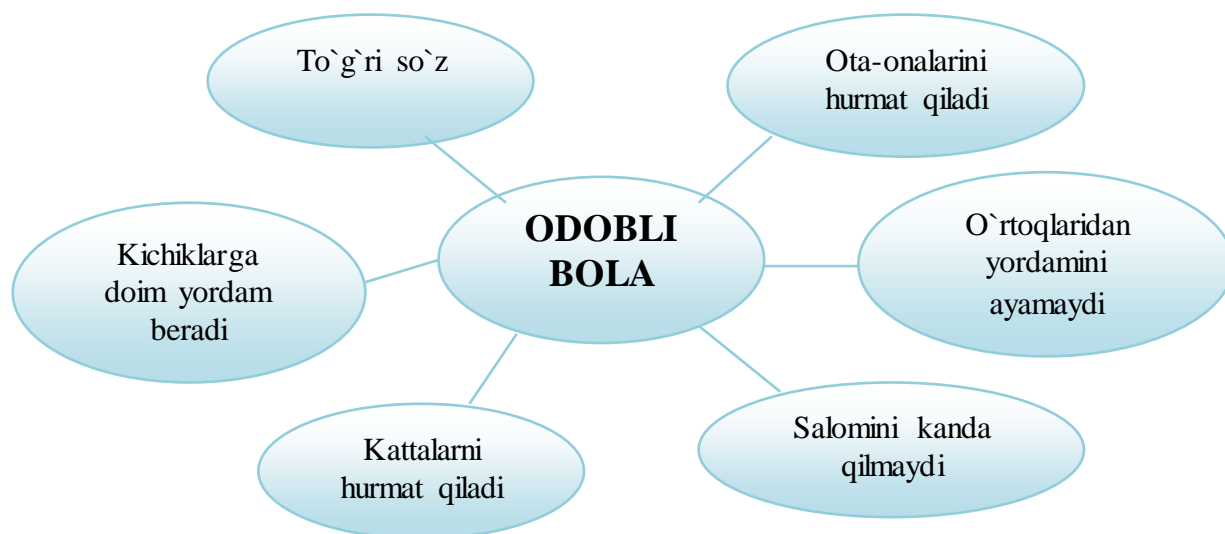 To`g`ri so`z
Ota-onalarini
hurmat qiladi
ODOBLI
BOLA
O`rtoqlaridan
yordamini
ayamaydi
Kichiklarga
doim yordam
beradi
Kattalarni
hurmat qiladi
Salomini kanda
qilmaydi